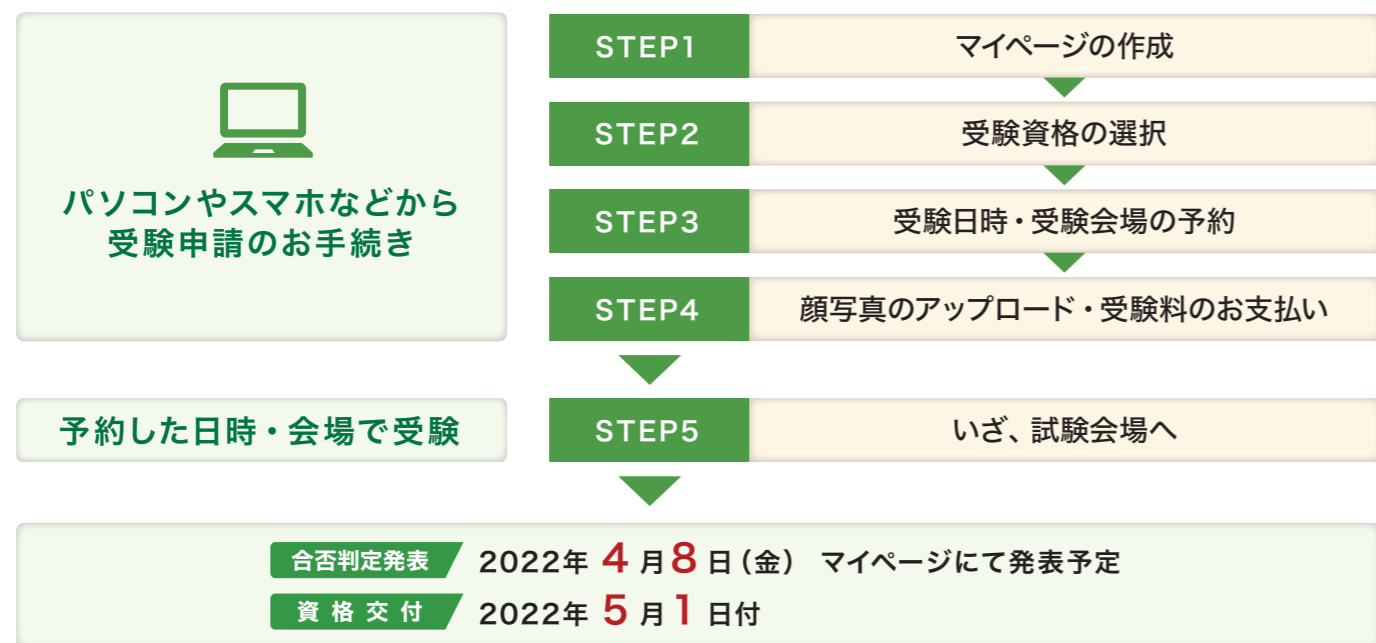 パソコンやスマホなどから
受験申請のお手続き
STEP1 マイページの作成
STEP2 受験資格の選択
STEP3 受験日時・受験会場の予約
STEP4 顔写真のアップロード・受験料のお支払い
予約した日時・会場で受験
STEP5 いざ、試験会場へ
合否判定発表 2022年 4月8日(金) マイページにて発表予定
資格交付 2022年 5月1日付